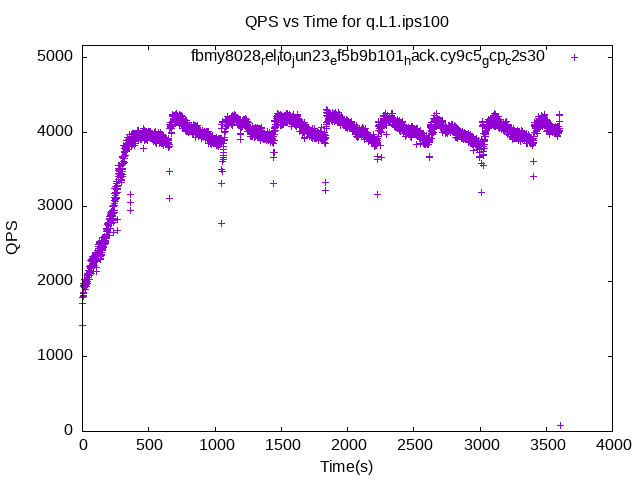 QPS vs Time for q.L1.ips100
fbmy8028relitojun23ef5b9b101hack.cy9c5gcpc2s30
5000
4000
3000
2000
1000
0
QPS
0 500 1000 1500 2000 2500 3000 3500 4000
Time(s)